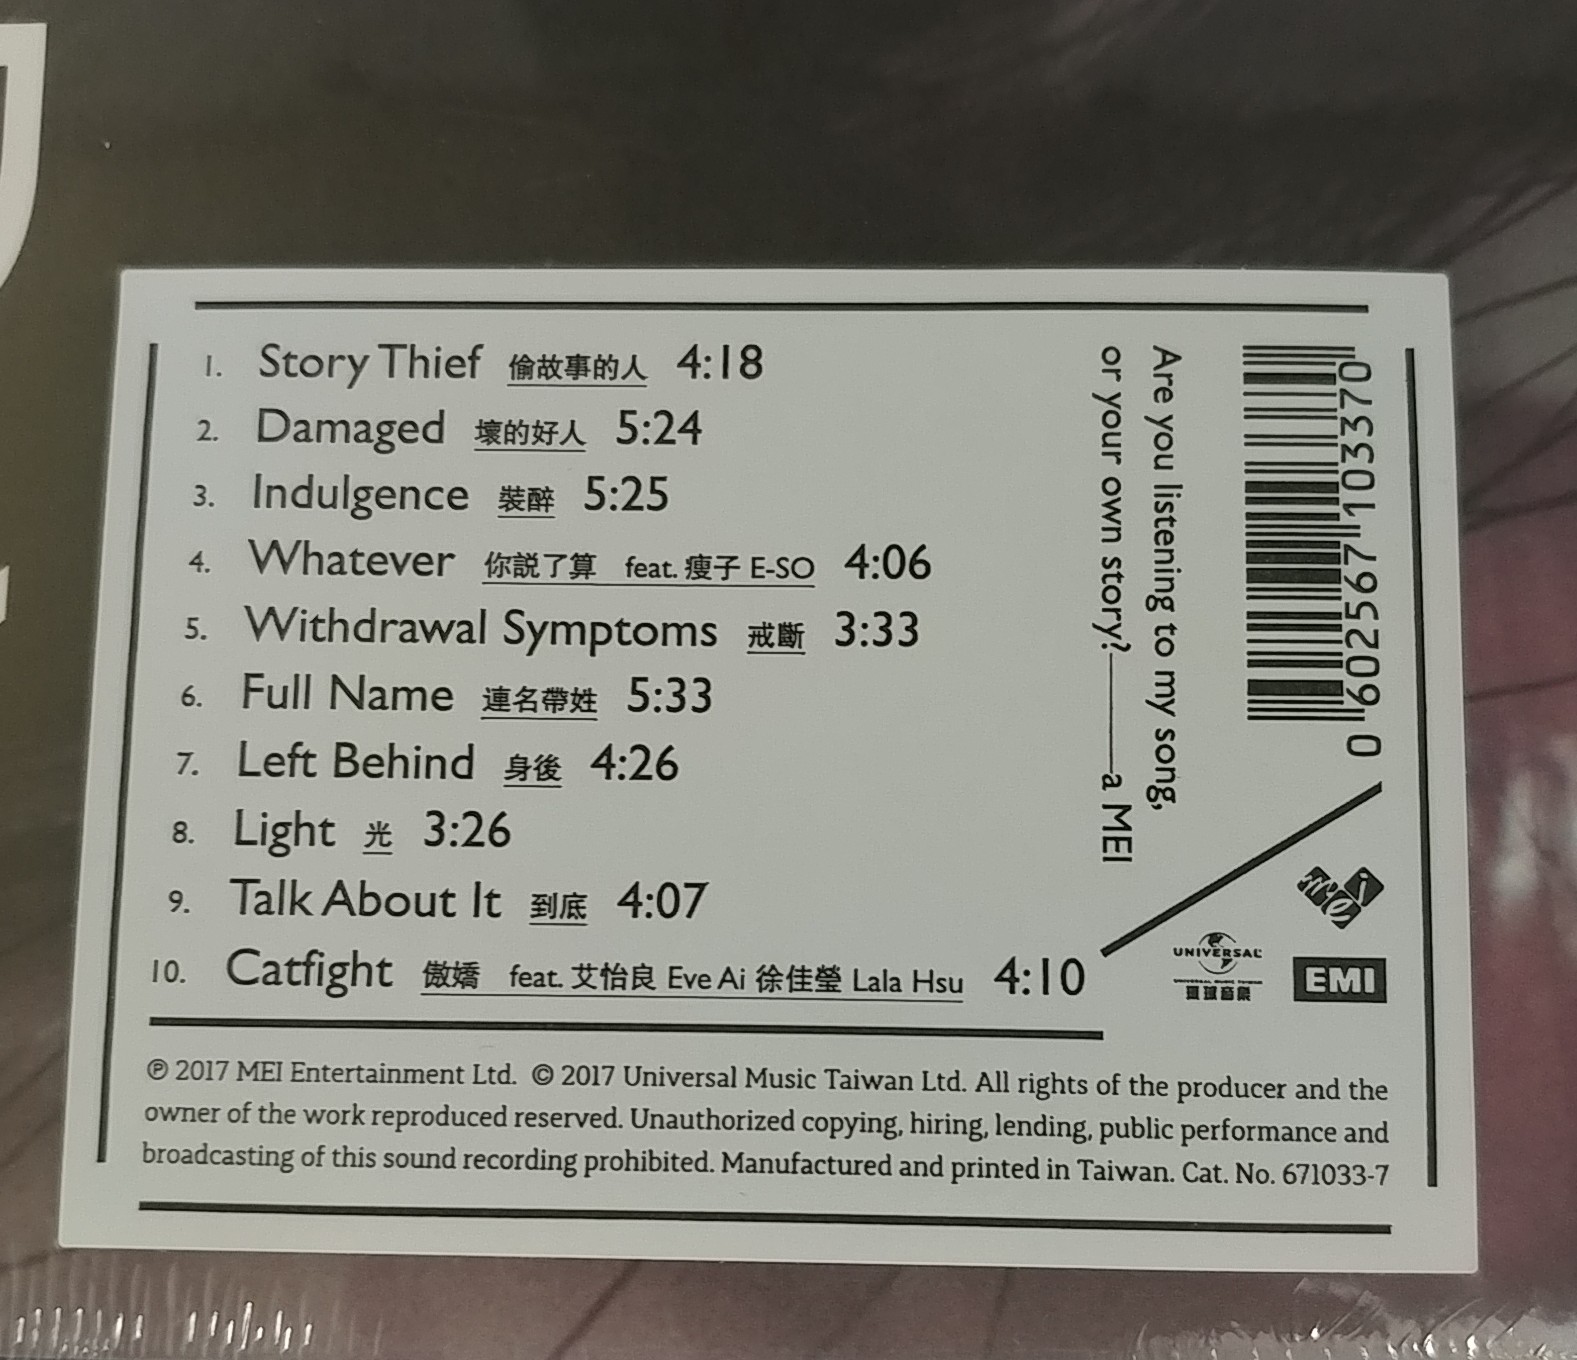 1. Story Thief 偷故事的人 4:18
2. Damaged 壞的好人 5:24
3. Indulgence 裝醉 5:25
4. Whatever 你説了算 feat. 瘦子 E-SO 4:06
5. Withdrawal Symptoms 戒斷 3:33
6. Full Name 連名帶姓 5:33
7. Left Behind 身後 4:26
8. Light 光 3:26
9. Talk About It 到底 4:07
10. Catfight 傲嬌 feat. 艾怡良 Eve Ai 徐佳瑩 Lala Hsu 4:10
Are you listening to my song,
or your own story?——a MEI
0 602567 103370
mei
UNIVERSAL
UNIVERSAL MUSIC TAIWAN
環球音樂
EMI
℗ 2017 MEI Entertainment Ltd. © 2017 Universal Music Taiwan Ltd. All rights of the producer and the
owner of the work reproduced reserved. Unauthorized copying, hiring, lending, public performance and
broadcasting of this sound recording prohibited. Manufactured and printed in Taiwan. Cat. No. 671033-7